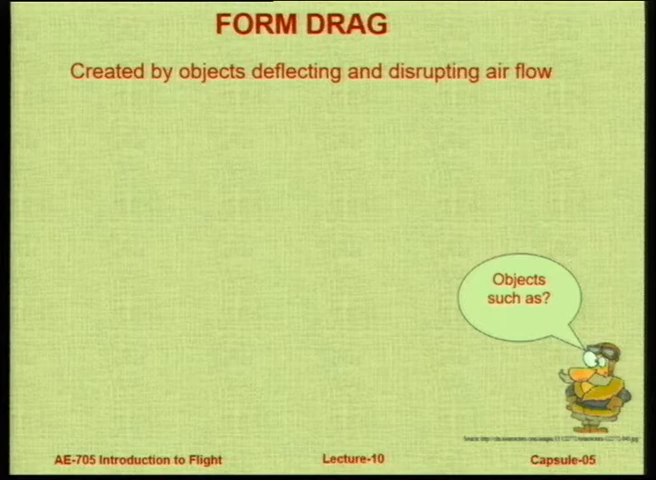 FORM DRAG
Created by objects deflecting and disrupting air flow
Objects
such as?
AE-705 Introduction to Flight
Lecture-10
Capsule-05